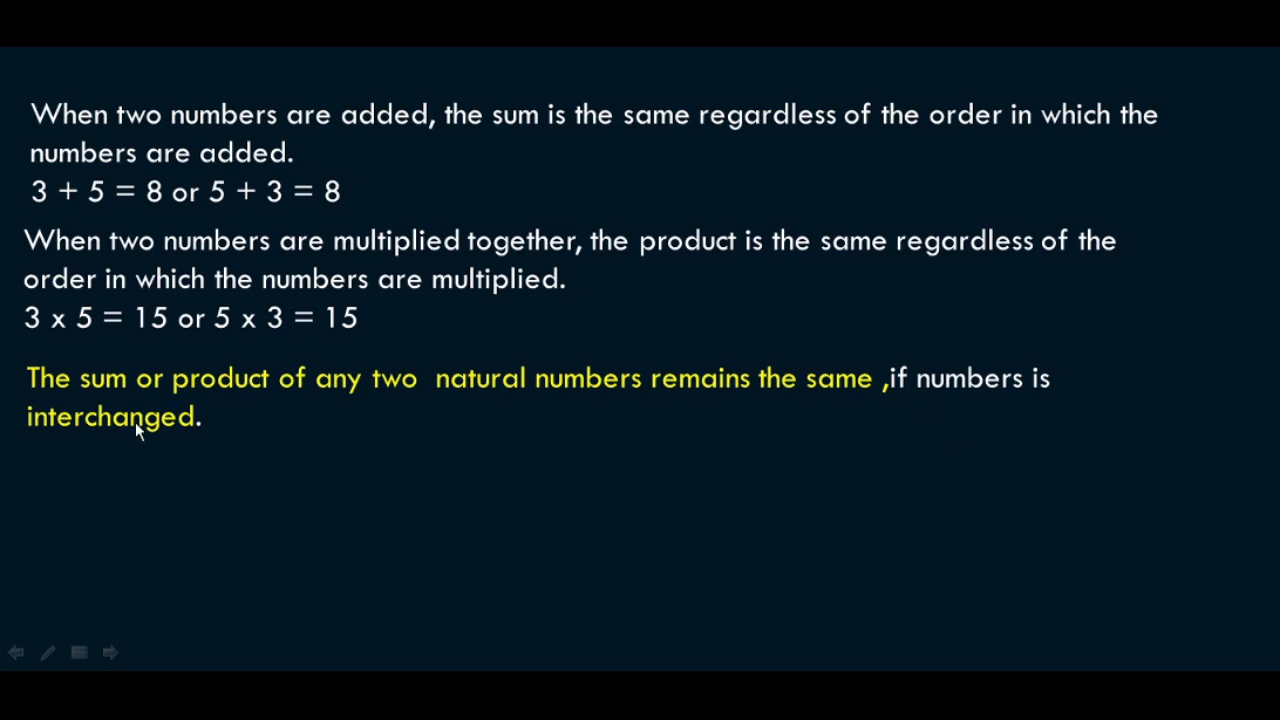 When two numbers are added, the sum is the same regardless of the order in which the
numbers are added.
3 + 5 = 8 or 5 + 3 = 8
When two numbers are multiplied together, the product is the same regardless of the
order in which the numbers are multiplied.
3 x 5 = 15 or 5 x 3 = 15
The sum or product of any two  natural numbers remains the same ,if numbers is
interchanged.